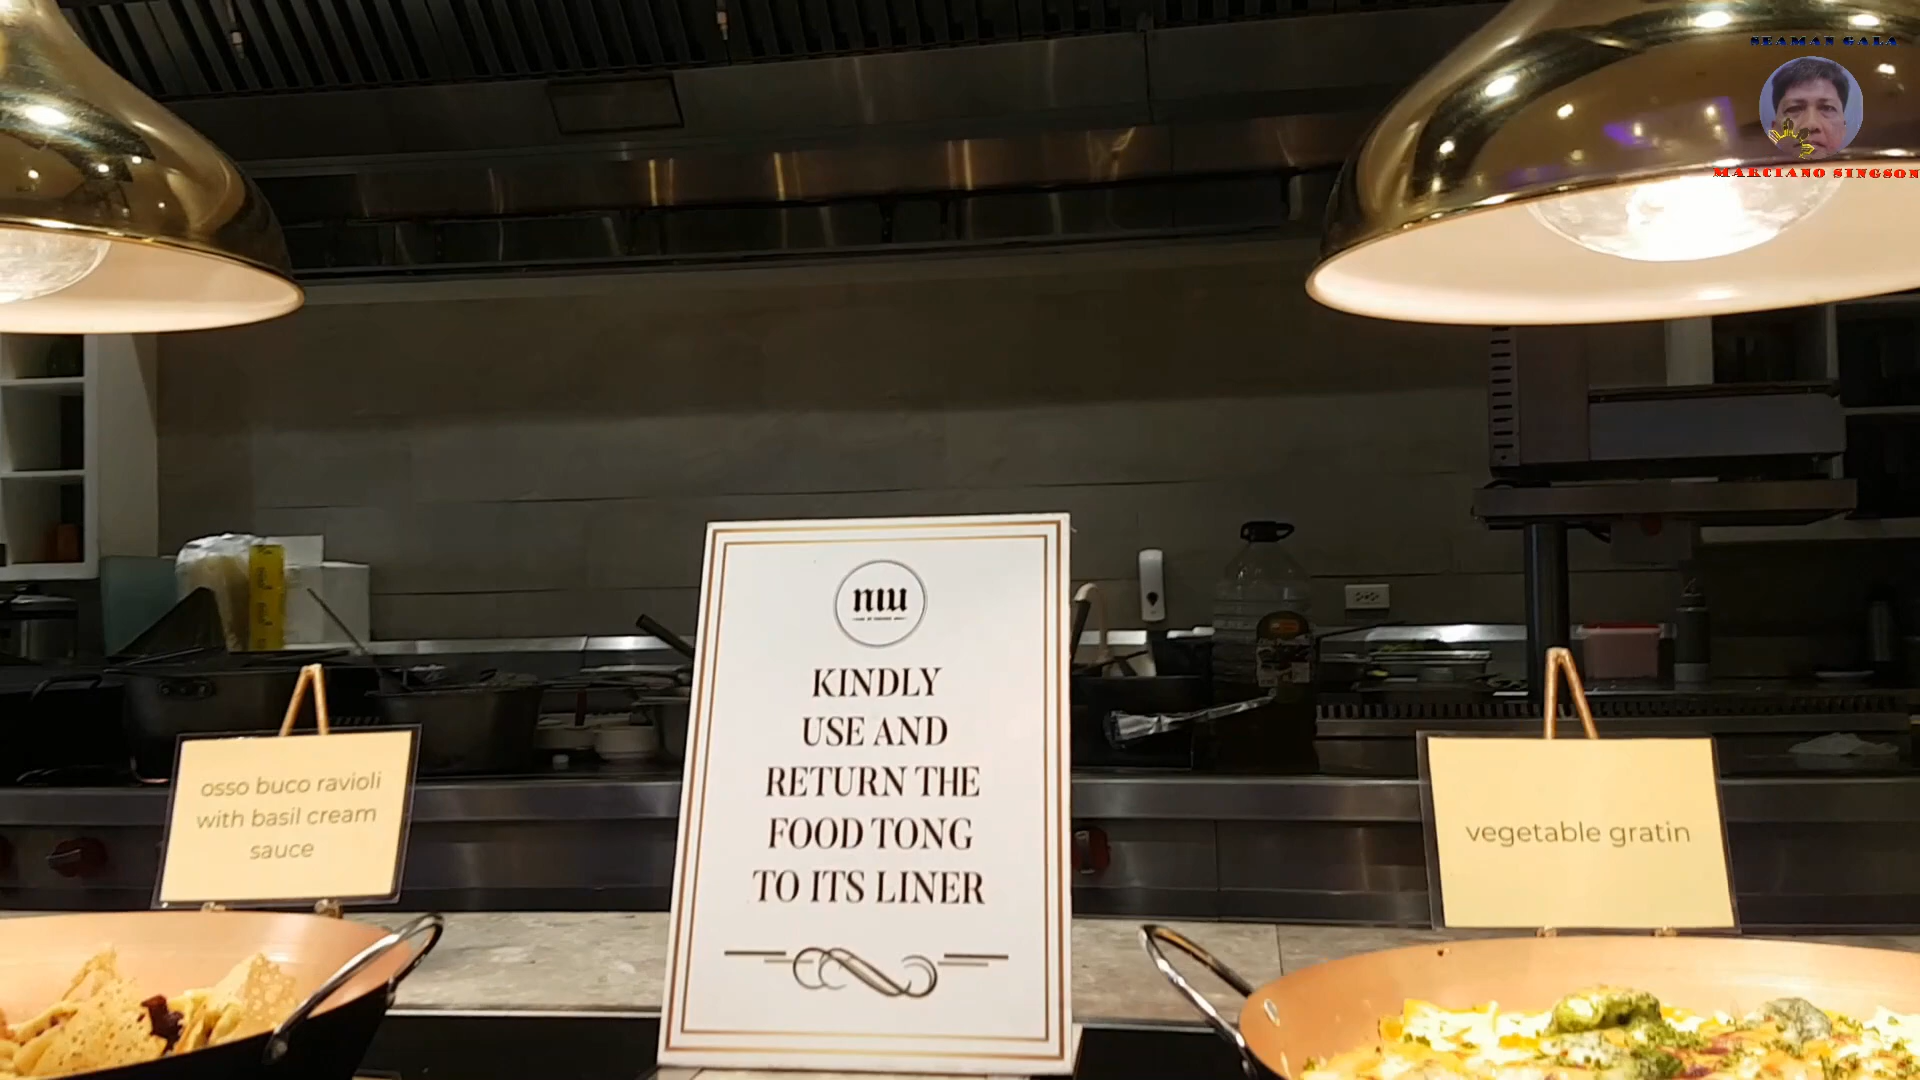 SEAMAN GALA
MARCIANO SINGSON
niu
KINDLY
USE AND
RETURN THE
FOOD TONG
TO ITS LINER
osso buco ravioli
with basil cream
sauce
vegetable gratin